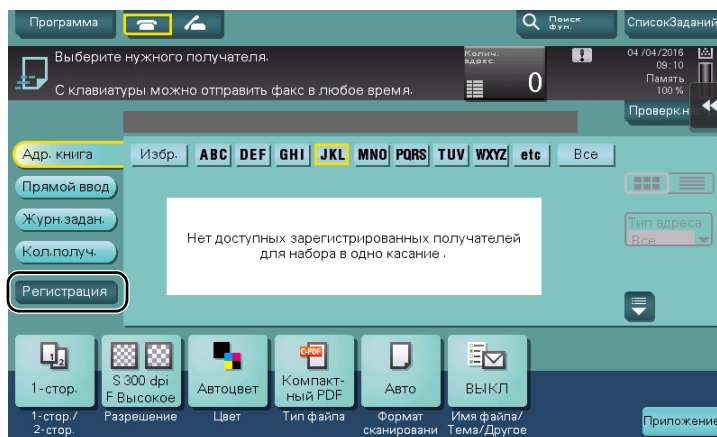 Программа
Поиск
фун.
СписокЗаданий
Выберите нужного получателя.
С клавиатуры можно отправить факс в любое время.
Колич.
адрес.
0
04 /04/2016
09:10
Память
100 %
Адр. книга
Избр.
ABC
DEF
GHI
JKL
MNO
PQRS
TUV
WXYZ
etc
Все
Прямой ввод
Журн.задан.
Кол.получ.
Регистрация
Нет доступных зарегистрированных получателей
для набора в одно касание .
Тип адреса
Все
1-стор.
S 300 dpi
F Высокое
Автоцвет
C-PDF
Компакт-
ный PDF
Авто
ВЫКЛ
1-стор./
2-стор.
Разрешение
Цвет
Тип файла
Формат
сканировани
Имя файла/
Тема/Другое
Приложение